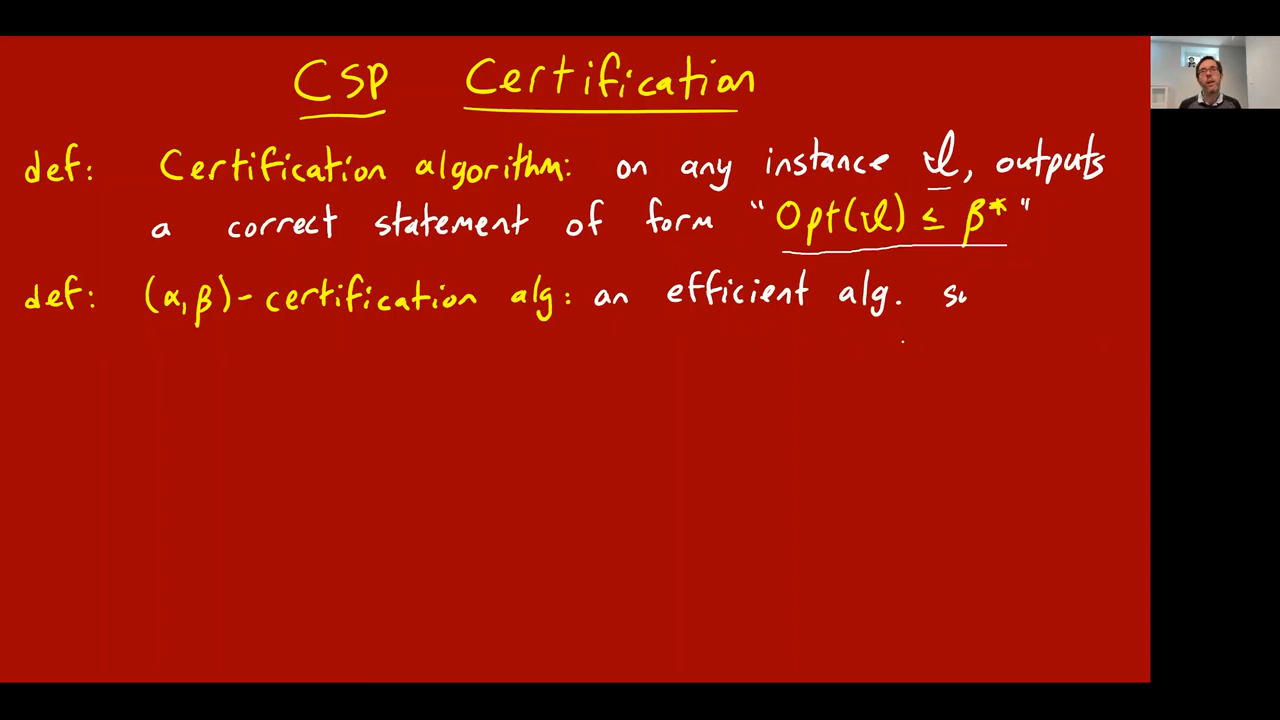 CSP Certification
def: Certification algorithm: on any instance 𝓘, outputs
a correct statement of form "Opt(𝓘) ≤ β*"
def: (α,β)-certification alg: an efficient alg.